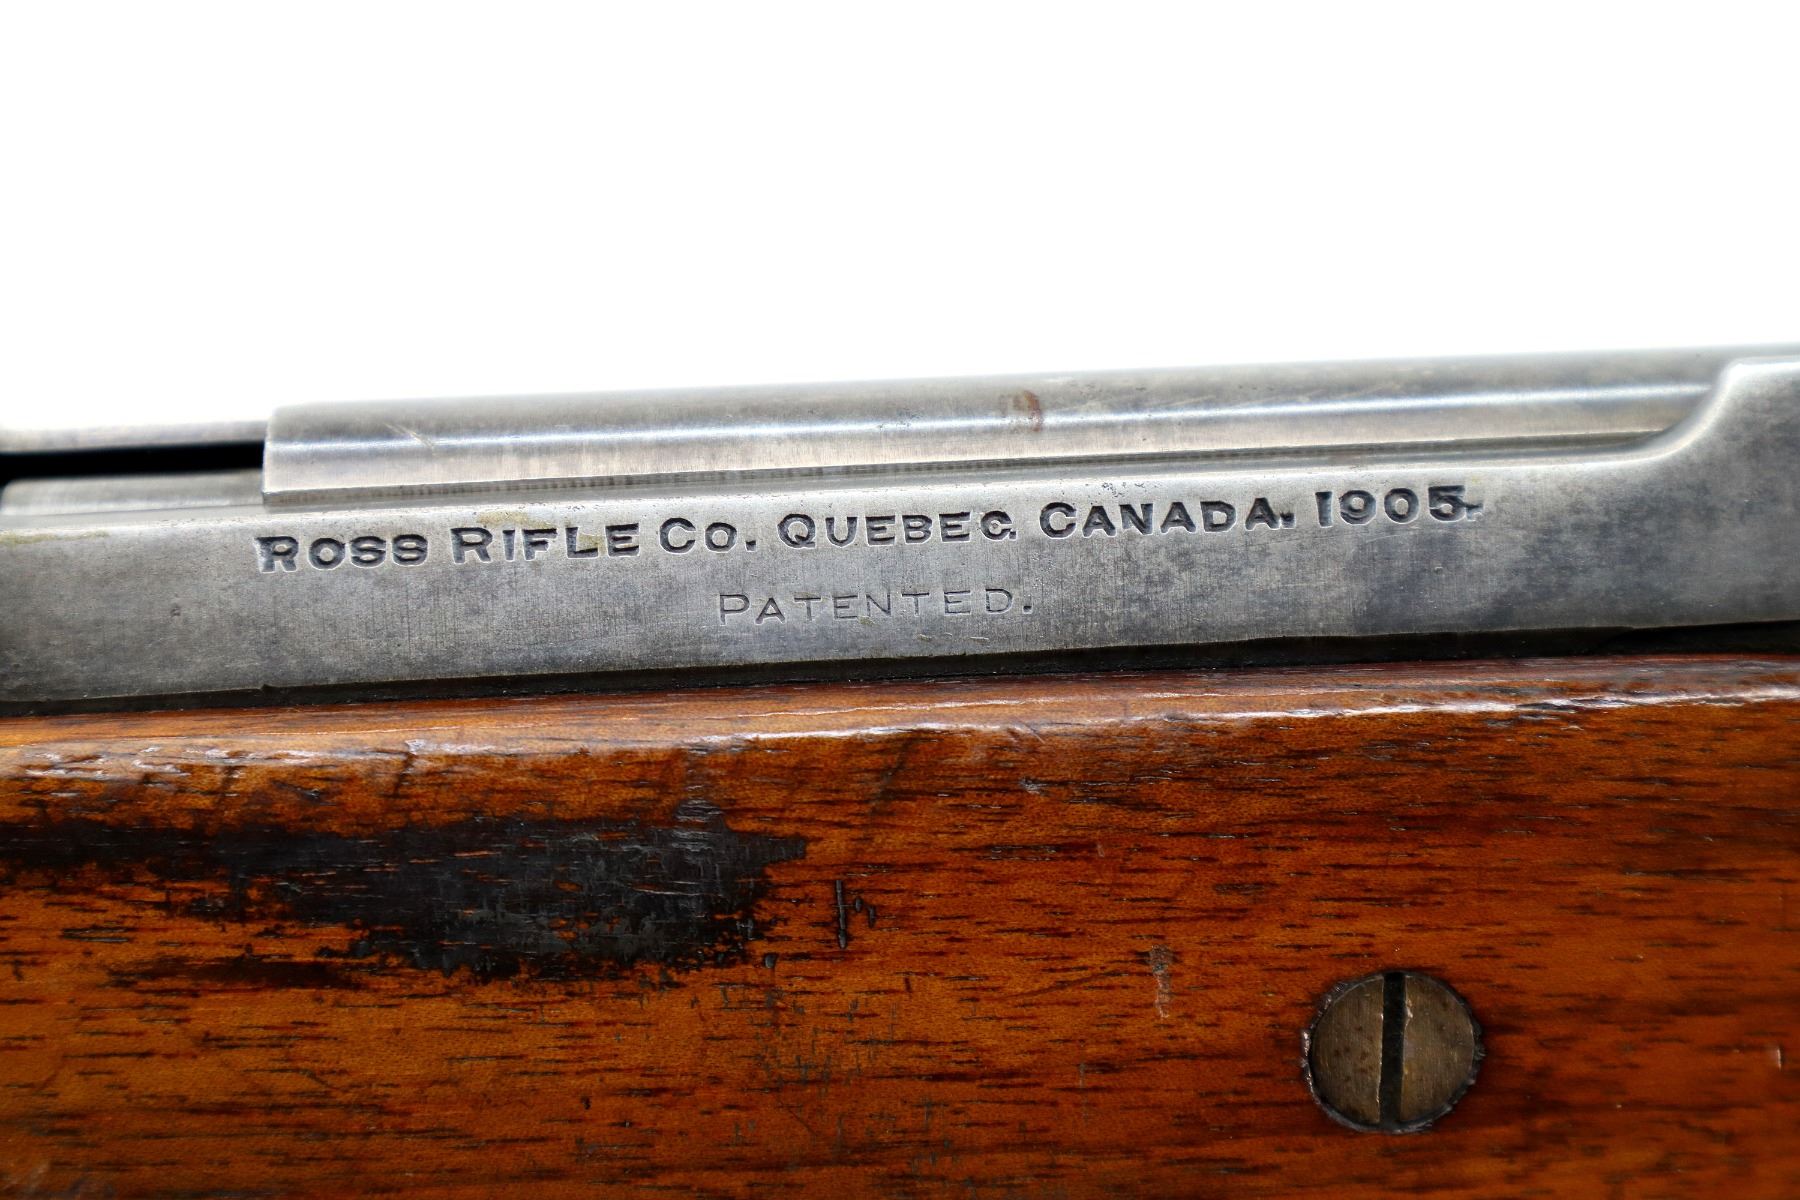 ROSS RIFLE CO. QUEBEC. CANADA. 1905.
PATENTED.